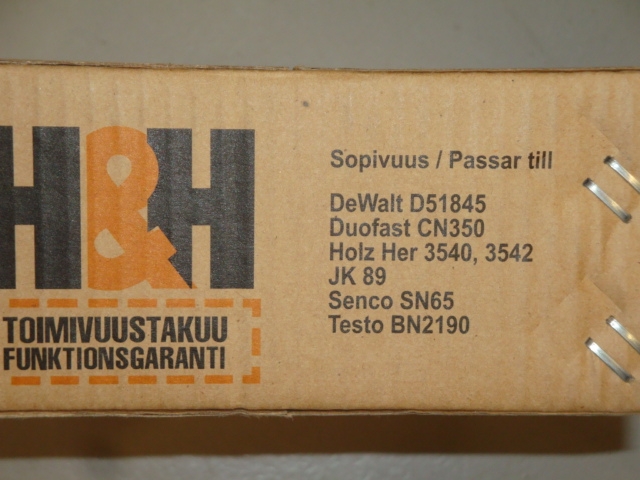 H&H
TOIMIVUUSTAKUU
FUNKTIONSGARANTI
Sopivuus / Passar till
DeWalt D51845
Duofast CN350
Holz Her 3540, 3542
JK 89
Senco SN65
Testo BN2190